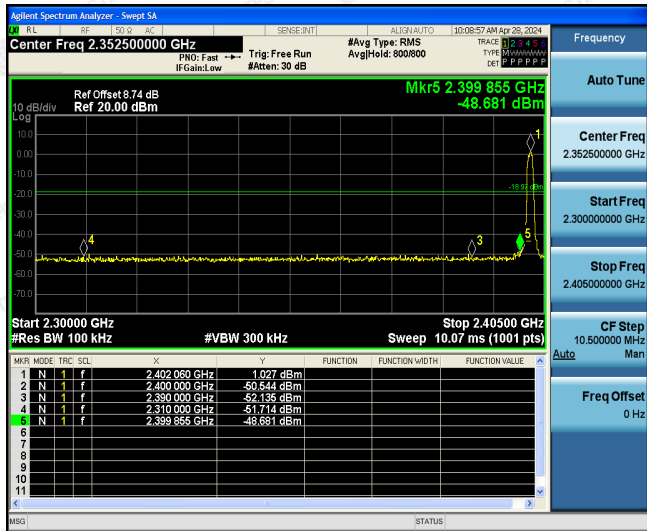 Agilent Spectrum Analyzer - Swept SA
RL RF 50 Ω AC SENSE:INT ALIGNAUTO 10:08:57 AM Apr 28, 2024
Center Freq 2.352500000 GHz
PNO: Fast
IFGain:Low
Trig: Free Run
#Atten: 30 dB
#Avg Type: RMS
Avg|Hold: 800/800
TRACE 1 2 3 4 5 6
TYPE M
DET P P P P P P
Mkr5 2.399 855 GHz
-48.681 dBm
10 dB/div
Log
Ref Offset 8.74 dB
Ref 20.00 dBm
10.0
0.00
-10.0
-20.0
-30.0
-40.0
-50.0
-60.0
-70.0
-18.97 dBm
1
4
3
5
Start 2.30000 GHz
Stop 2.40500 GHz
#Res BW 100 kHz
#VBW 300 kHz
Sweep 10.07 ms (1001 pts)
MKR MODE TRC SCL X Y FUNCTION FUNCTION WIDTH FUNCTION VALUE
1 N 1 f 2.402 060 GHz 1.027 dBm
2 N 1 f 2.400 000 GHz -50.544 dBm
3 N 1 f 2.390 000 GHz -52.135 dBm
4 N 1 f 2.310 000 GHz -51.714 dBm
5 N 1 f 2.399 855 GHz -48.681 dBm
6
7
8
9
10
11
MSG
STATUS
Frequency
Auto Tune
Center Freq
2.352500000 GHz
Start Freq
2.300000000 GHz
Stop Freq
2.405000000 GHz
CF Step
10.500000 MHz
Auto Man
Freq Offset
0 Hz